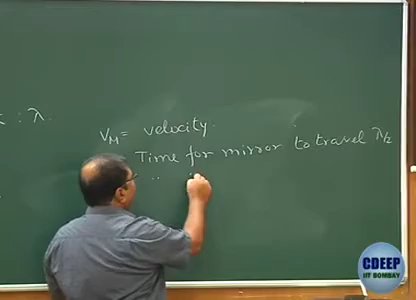 : λ.
V_M = velocity.
Time for mirror to travel λ/2
"
CDEEP
IIT BOMBAY